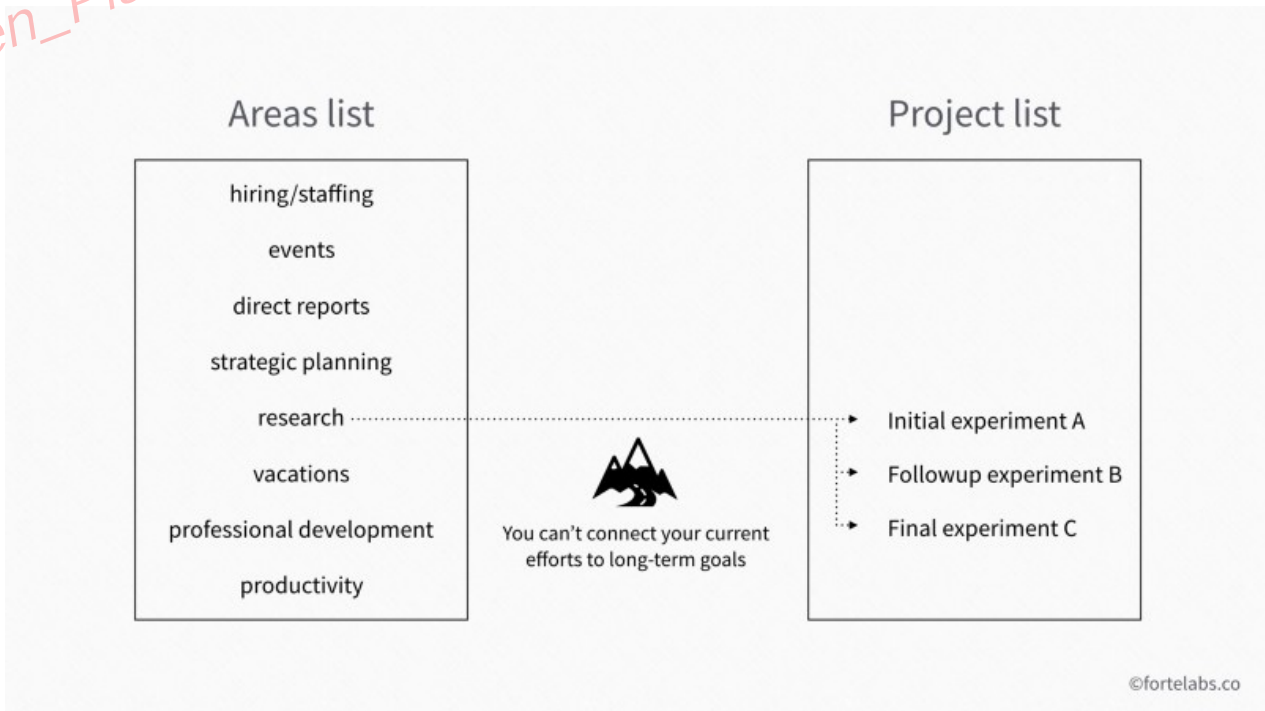 Areas list
hiring/staffing
events
direct reports
strategic planning
research
vacations
professional development
productivity
You can't connect your current
efforts to long-term goals
Project list
Initial experiment A
Followup experiment B
Final experiment C
©fortelabs.co